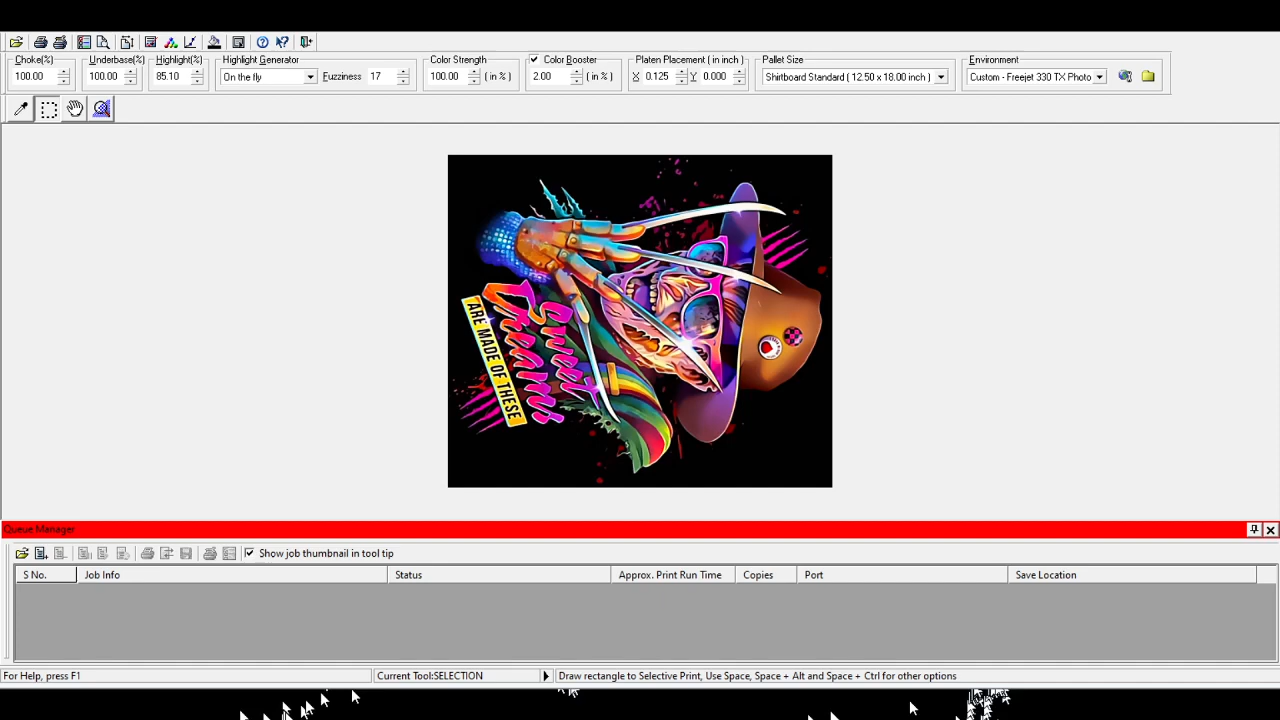 Choke(%) Underbase(%) Highlight(%) Highlight Generator Color Strength Color Booster Platen Placement ( in inch ) Pallet Size Environment
100.00 100.00 85.10 On the fly Fuzziness 17 100.00 ( in % ) 2.00 ( in % ) X 0.125 Y 0.000 Shirtboard Standard ( 12.50 x 18.00 inch ) Custom - Freejet 330 TX Photo
Sweet
Dreams
ARE MADE OF THESE
Queue Manager
Show job thumbnail in tool tip
S No. Job Info Status Approx. Print Run Time Copies Port Save Location
For Help, press F1 Current Tool:SELECTION Draw rectangle to Selective Print, Use Space, Space + Alt and Space + Ctrl for other options